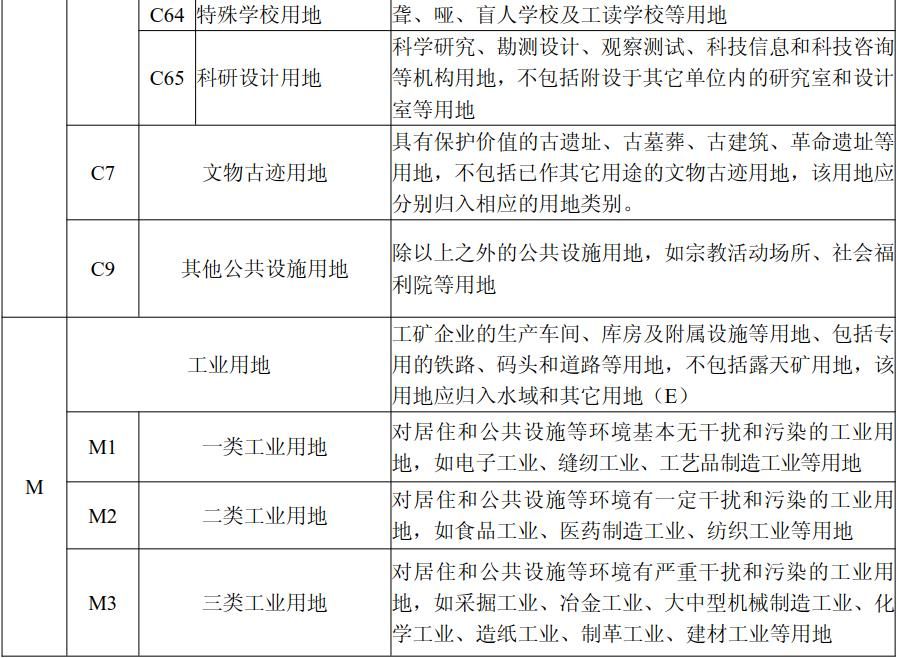 C64 特殊学校用地 聋、哑、盲人学校及工读学校等用地
科学研究、勘测设计、观察测试、科技信息和科技咨询
C65 科研设计用地 等机构用地，不包括附设于其它单位内的研究室和设计
室等用地
具有保护价值的古遗址、古墓葬、古建筑、革命遗址等
C7 文物古迹用地 用地，不包括已作其它用途的文物古迹用地，该用地应
分别归入相应的用地类别。
C9 其他公共设施用地 除以上之外的公共设施用地，如宗教活动场所、社会福
利院等用地
工矿企业的生产车间、库房及附属设施等用地、包括专
工业用地 用的铁路、码头和道路等用地，不包括露天矿用地，该
用地应归入水域和其它用地（E）
M1 一类工业用地 对居住和公共设施等环境基本无干扰和污染的工业用
地，如电子工业、缝纫工业、工艺品制造工业等用地
M
M2 二类工业用地 对居住和公共设施等环境有一定干扰和污染的工业用
地，如食品工业、医药制造工业、纺织工业等用地
对居住和公共设施等环境有严重干扰和污染的工业用
M3 三类工业用地 地，如采掘工业、冶金工业、大中型机械制造工业、化
学工业、造纸工业、制革工业、建材工业等用地